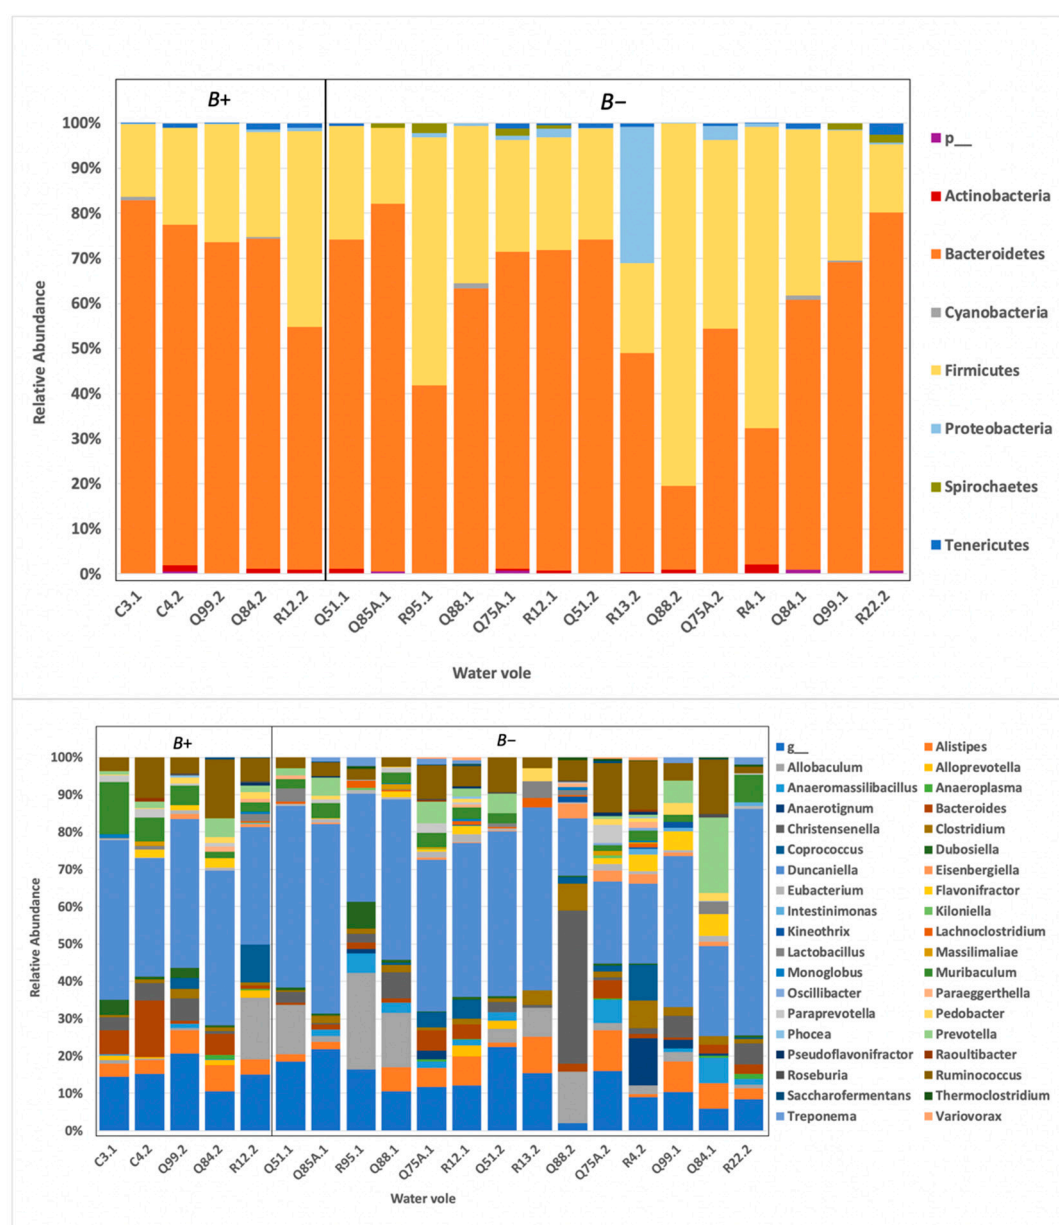 B+
B−
100%
90%
80%
70%
60%
50%
40%
30%
20%
10%
0%
Relative Abundance
C3.1
C4.2
Q99.2
Q84.2
R12.2
Q51.1
Q85A.1
R95.1
Q88.1
Q75A.1
R12.1
Q51.2
R13.2
Q88.2
Q75A.2
R4.1
Q84.1
Q99.1
R22.2
Water vole
p__
Actinobacteria
Bacteroidetes
Cyanobacteria
Firmicutes
Proteobacteria
Spirochaetes
Tenericutes
B+
B−
100%
90%
80%
70%
60%
50%
40%
30%
20%
10%
0%
Relative Abundance
C3.1
C4.2
Q99.2
Q84.2
R12.2
Q51.1
Q85A.1
R95.1
Q88.1
Q75A.1
R12.1
Q51.2
R13.2
Q88.2
Q75A.2
R4.2
Q99.1
Q84.1
R22.2
Water vole
g__ Alistipes
Allobaculum Alloprevotella
Anaeromassilibacillus Anaeroplasma
Anaerotignum Bacteroides
Christensenella Clostridium
Coprococcus Dubosiella
Duncaniella Eisenbergiella
Eubacterium Flavonifractor
Intestinimonas Kiloniella
Kineothrix Lachnoclostridium
Lactobacillus Massilimaliae
Monoglobus Muribaculum
Oscillibacter Paraeggerthella
Paraprevotella Pedobacter
Phocea Prevotella
Pseudoflavonifractor Raoultibacter
Roseburia Ruminococcus
Saccharofermentans Thermoclostridium
Treponema Variovorax